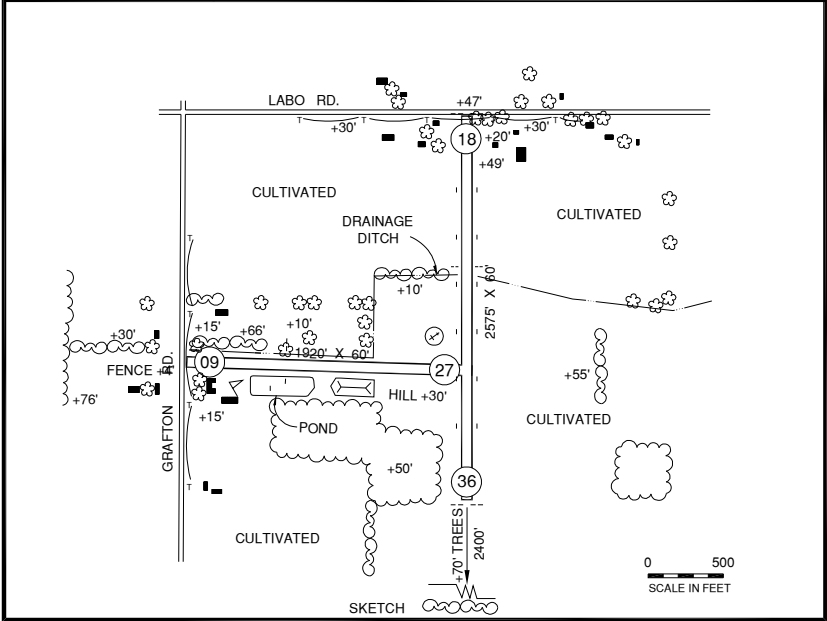 LABO RD.
+47'
+30'
18
+20'
+30'
+49'
CULTIVATED
CULTIVATED
DRAINAGE
DITCH
+10'
2575' X 60'
+30'
+15'
+66'
+10'
1920' X 60'
FENCE +4'
09
27
+55'
HILL +30'
+76'
+15'
GRAFTON RD.
POND
CULTIVATED
+50'
36
CULTIVATED
+70' TREES
2400'
0 500
SCALE IN FEET
SKETCH
T
T
T
T
T
T
T
T